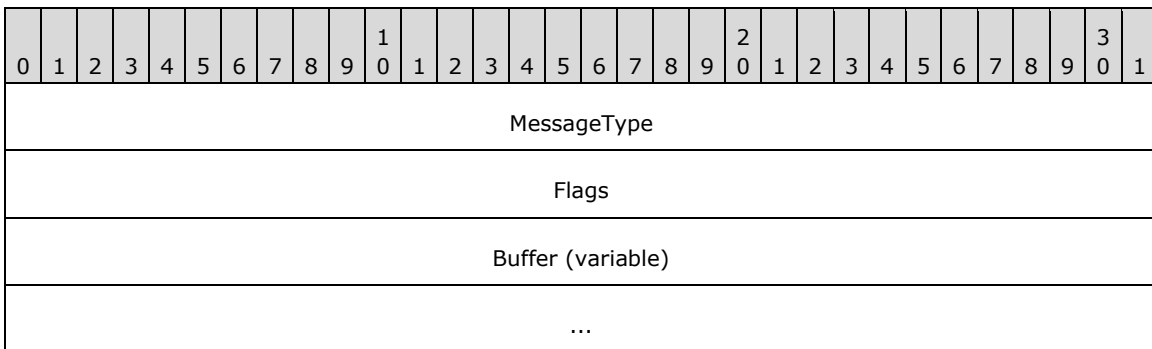 1 2 3
0 1 2 3 4 5 6 7 8 9 0 1 2 3 4 5 6 7 8 9 0 1 2 3 4 5 6 7 8 9 0 1
MessageType
Flags
Buffer (variable)
...